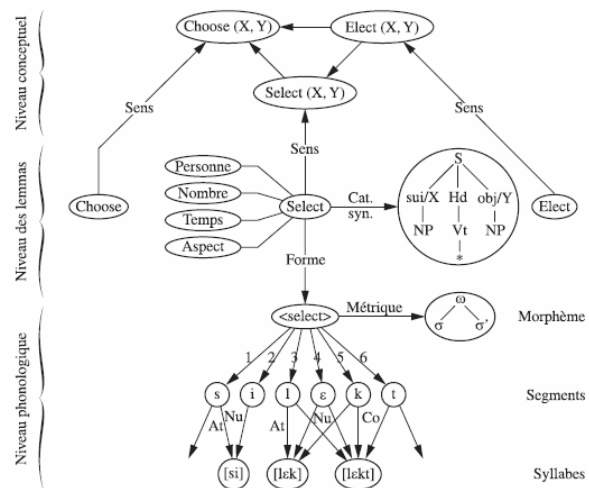 Niveau conceptuel
Choose (X, Y)
Elect (X, Y)
Select (X, Y)
Sens
Sens
Sens
Niveau des lemmas
Personne
Nombre
Temps
Aspect
Choose
Select
Cat.
syn.
S
sui/X Hd obj/Y
NP Vt NP
*
Elect
Forme
Niveau phonologique
<select>
Métrique
ω
σ σ'
Morphème
1 2 3 4 5 6
s i l ε k t
Segments
At Nu At Nu Co
[si] [lεk] [lεkt]
Syllabes